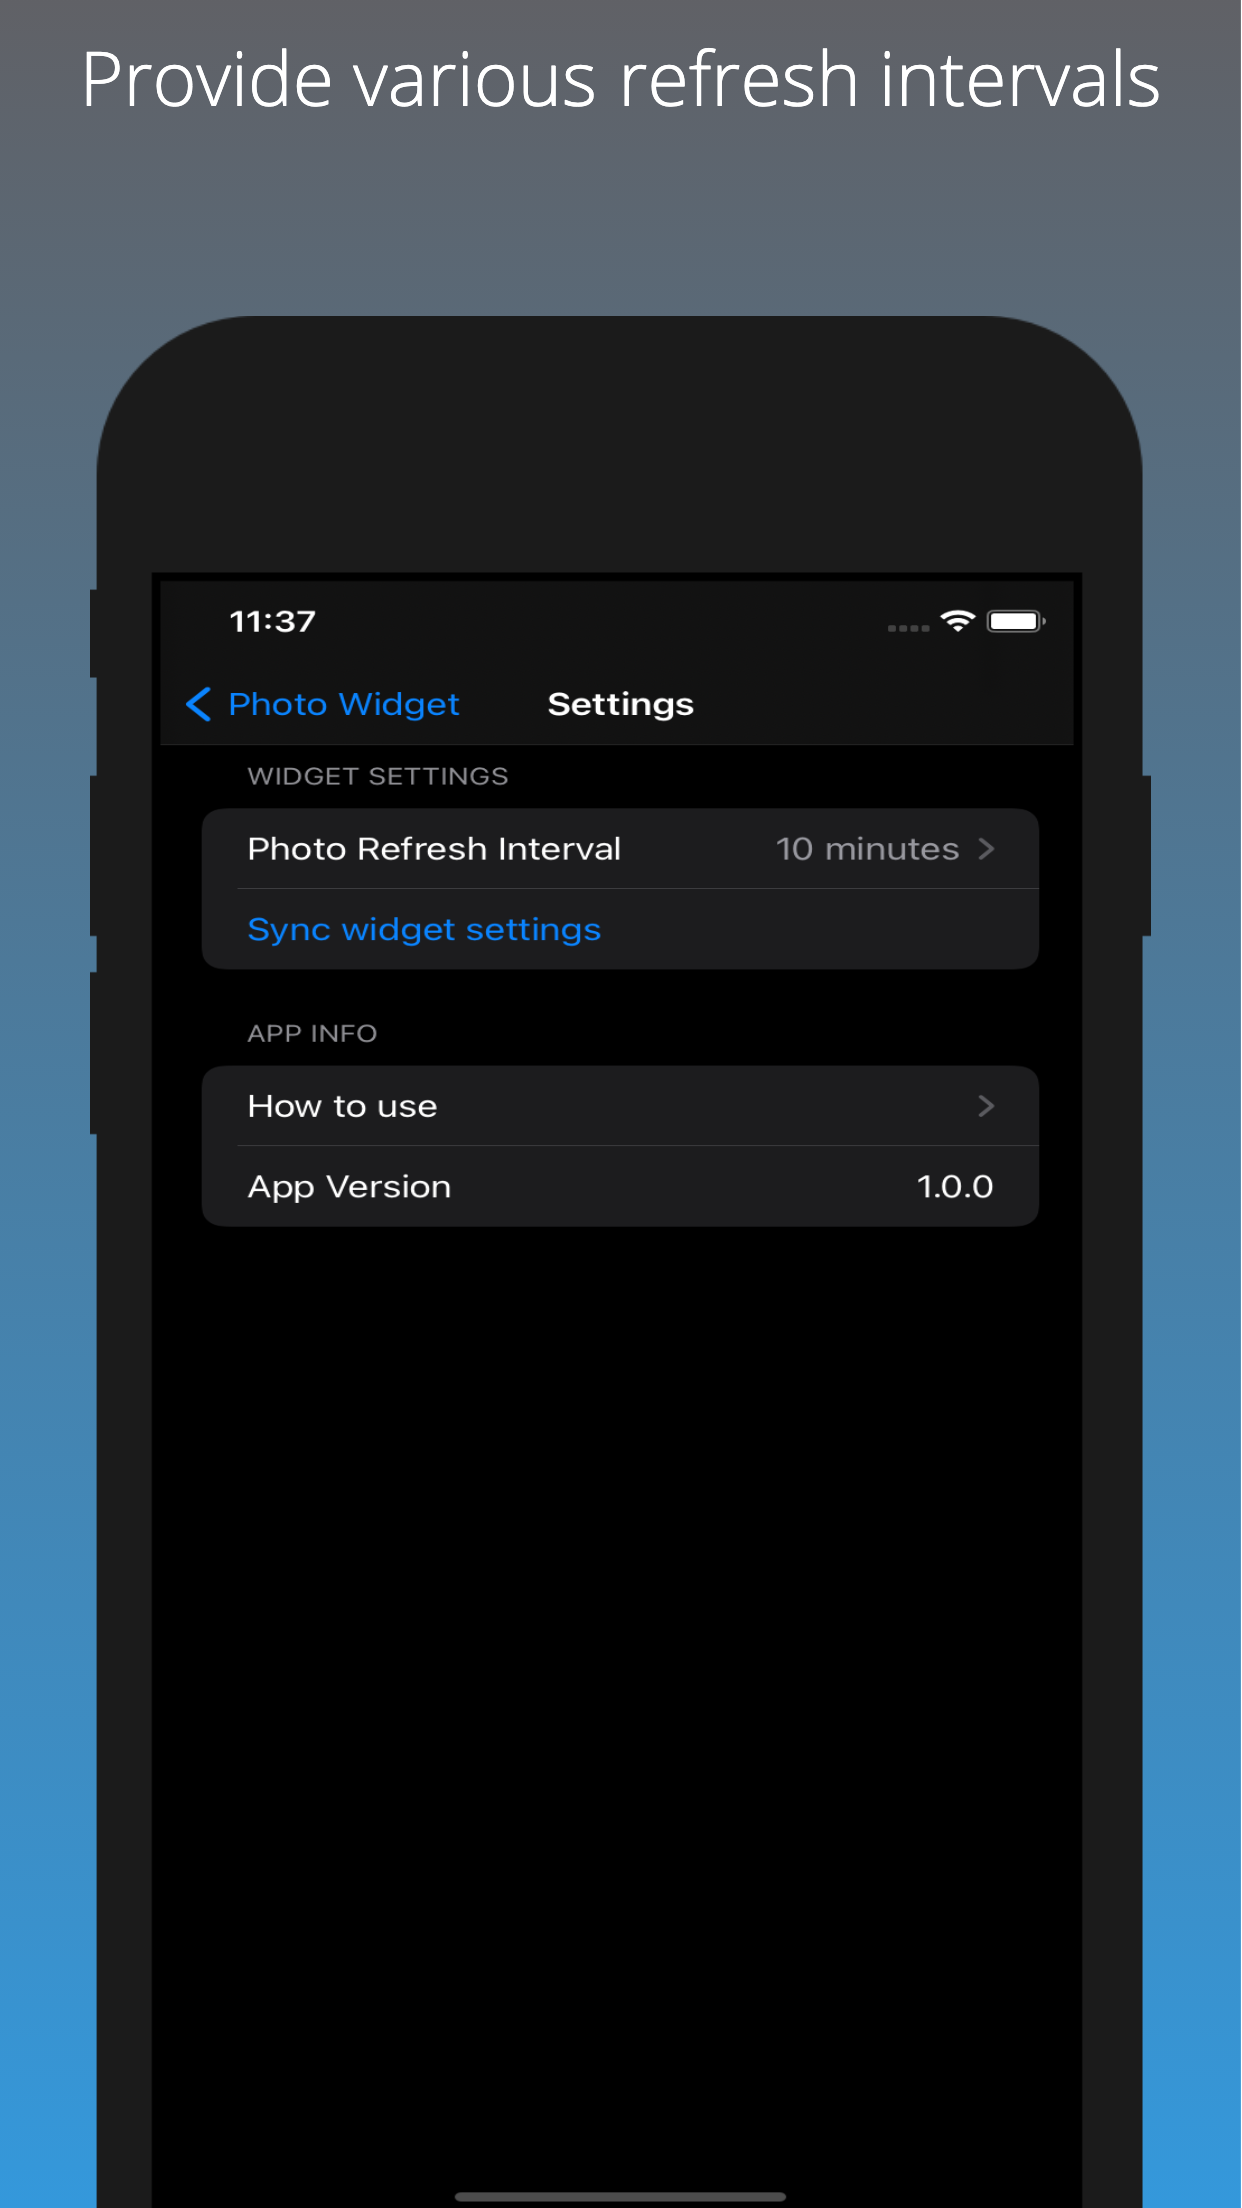 Provide various refresh intervals
11:37
Photo Widget
Settings
WIDGET SETTINGS
Photo Refresh Interval 10 minutes
Sync widget settings
APP INFO
How to use
App Version 1.0.0